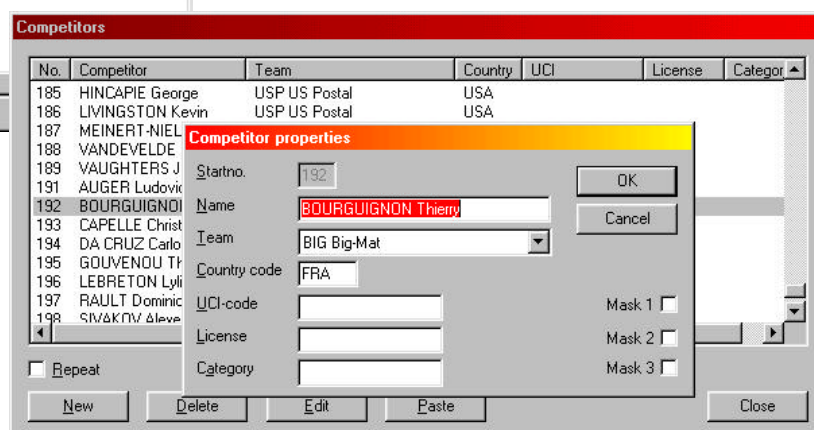 Competitors
No. Competitor Team Country UCI License Categor
185 HINCAPIE George USP US Postal USA
186 LIVINGSTON Kevin USP US Postal USA
187 MEINERT-NIEL
188 VANDEVELDE
189 VAUGHTERS J
191 AUGER Ludovic
192 BOURGUIGNO
193 CAPELLE Christ
194 DA CRUZ Carlo
195 GOUVENOU Th
196 LEBRETON Lyli
197 RAULT Dominic
198 SIVAKOV Alexe
Competitor properties
Startno. 192
Name BOURGUIGNON Thierry
Team BIG Big-Mat
Country code FRA
UCI-code
License
Category
OK
Cancel
Mask 1
Mask 2
Mask 3
Repeat
New Delete Edit Paste Close